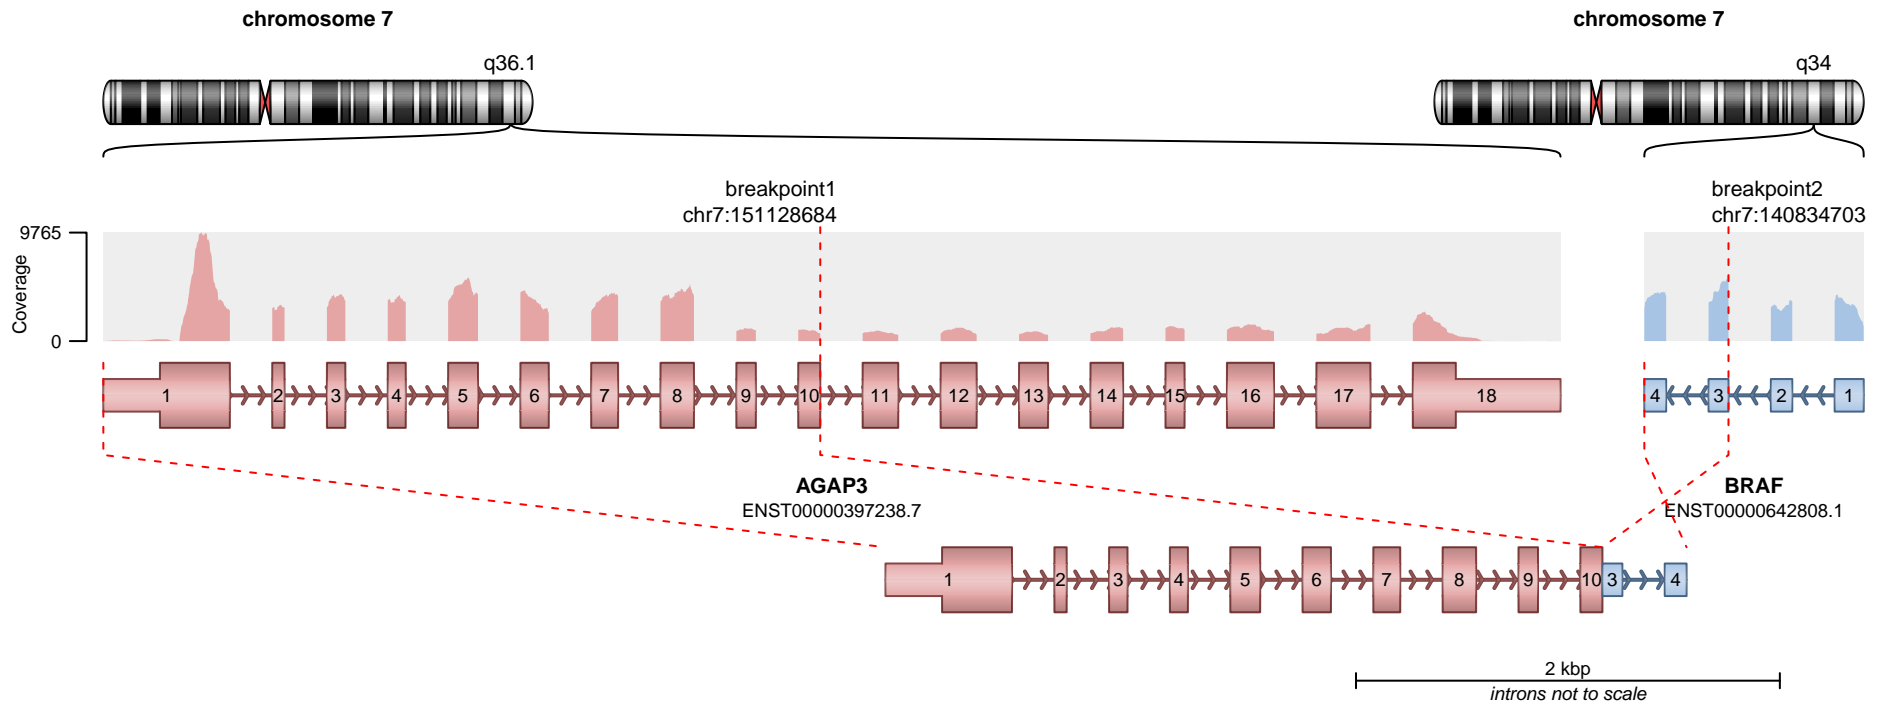 chromosome 7
chromosome 7
q36.1
q34
breakpoint1
chr7:151128684
breakpoint2
chr7:140834703
9765
Coverage
0
1 2 3 4 5 6 7 8 9 10 11 12 13 14 15 16 17 18
4 3 2 1
AGAP3
ENST00000397238.7
BRAF
ENST00000642808.1
1 2 3 4 5 6 7 8 9 10 3 4
2 kbp
introns not to scale